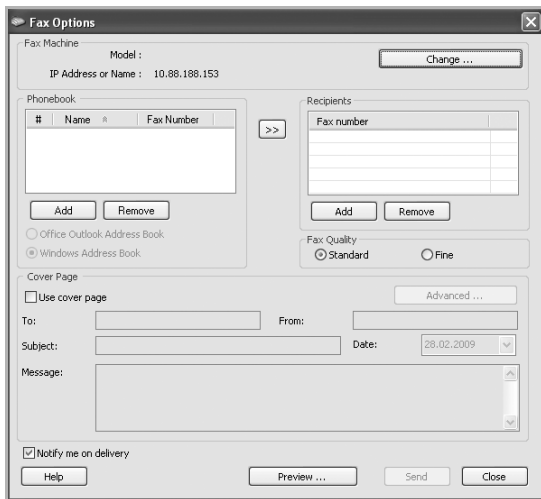 Fax Options
Fax Machine
Model :
Change ...
IP Address or Name : 10.88.188.153
Phonebook
# Name Fax Number
Add Remove
Office Outlook Address Book
Windows Address Book
>>
Recipients
Fax number
Add Remove
Fax Quality
Standard Fine
Cover Page
Use cover page
Advanced ...
To: From:
Subject: Date: 28.02.2009
Message:
Notify me on delivery
Help Preview ... Send Close